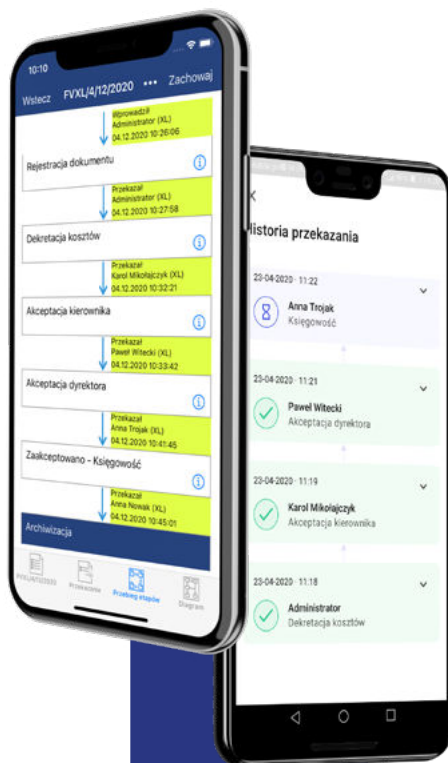 10:10
Wstecz FVXL/4/12/2020 ••• Zachowaj
Wprowadził
Administrator (XL)
04.12.2020 10:26:06
Rejestracja dokumentu
Przekazał
Administrator (XL)
04.12.2020 10:27:58
Dekretacja kosztów
Przekazał
Karol Mikołajczyk (XL)
04.12.2020 10:32:21
Akceptacja kierownika
Przekazał
Paweł Witecki (XL)
04.12.2020 10:33:42
Akceptacja dyrektora
Przekazał
Anna Trojak (XL)
04.12.2020 10:41:45
Zaakceptowano - Księgowość
Przekazał
Anna Nowak (XL)
04.12.2020 10:45:01
Archiwizacja
FVXL/4/12/2020
Przekazanie
Przebieg etapów
Diagram
Historia przekazania
23-04-2020 - 11:22
Anna Trojak
Księgowość
23-04-2020 - 11:21
Paweł Witecki
Akceptacja dyrektora
23-04-2020 - 11:19
Karol Mikołajczyk
Akceptacja kierownika
23-04-2020 - 11:18
Administrator
Dekretacja kosztów